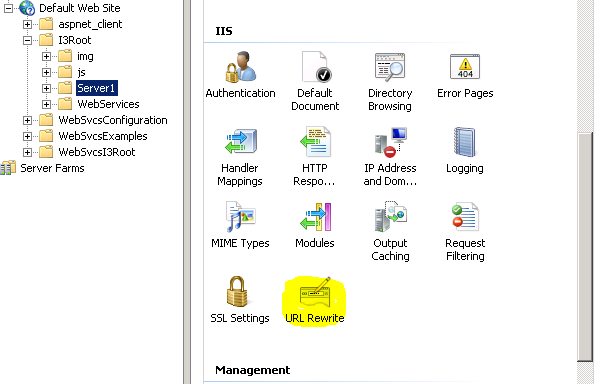 Default Web Site
aspnet_client
I3Root
img
js
Server1
WebServices
WebSvcsConfiguration
WebSvcsExamples
WebSvcsI3Root
Server Farms
IIS
Authentication
Default
Document
Directory
Browsing
404
Error Pages
Handler
Mappings
HTTP
Respo...
IP Address
and Dom...
Logging
MIME Types
Modules
Output
Caching
Request
Filtering
SSL Settings
URL Rewrite
Management